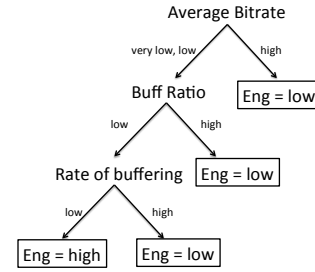 Average Bitrate
very low, low
high
Buff Ratio
Eng = low
low
high
Rate of buffering
Eng = low
low
high
Eng = high
Eng = low